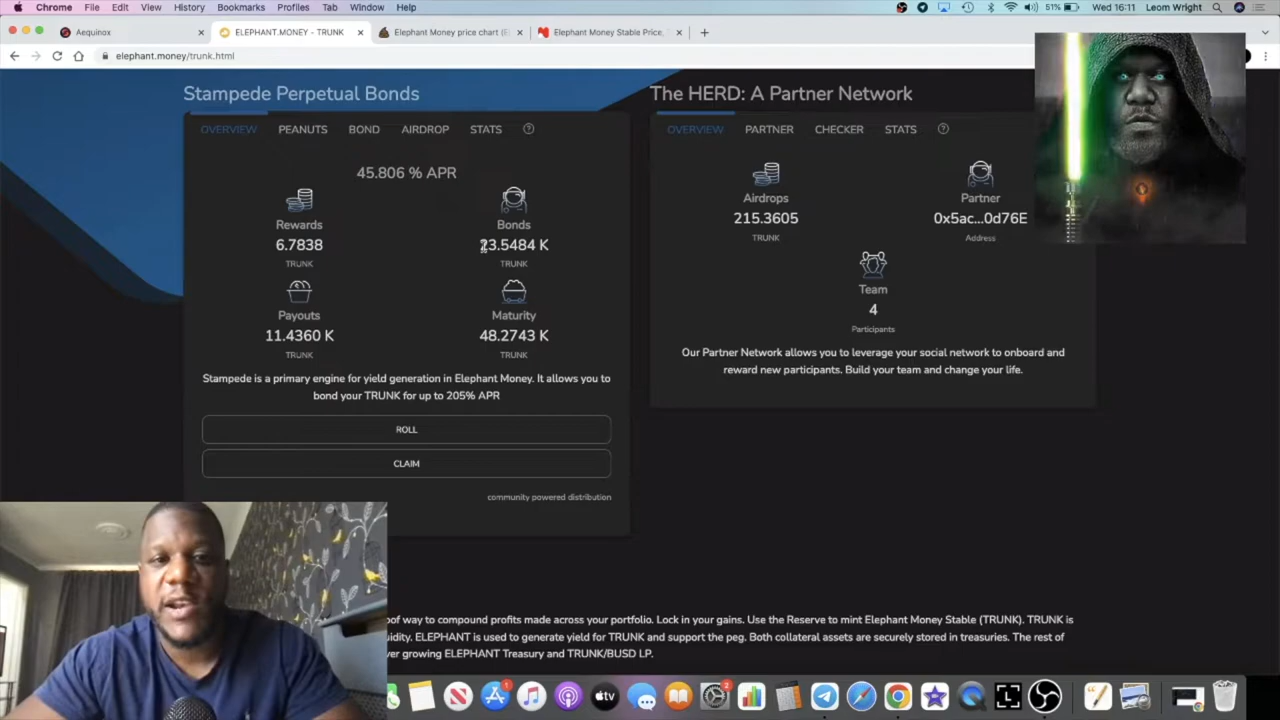 Chrome File Edit View History Bookmarks Profiles Tab Window Help 51% Wed 16:11 Leom Wright
Aequinox ELEPHANT.MONEY - TRUNK Elephant Money price chart (E Elephant Money Stable Price,
elephant.money/trunk.html
Stampede Perpetual Bonds
OVERVIEW PEANUTS BOND AIRDROP STATS
45.806 % APR
Rewards
6.7838
TRUNK
Bonds
23.5484 K
TRUNK
Payouts
11.4360 K
TRUNK
Maturity
48.2743 K
TRUNK
Stampede is a primary engine for yield generation in Elephant Money. It allows you to
bond your TRUNK for up to 205% APR
ROLL
CLAIM
community powered distribution
The HERD: A Partner Network
OVERVIEW PARTNER CHECKER STATS
Airdrops
215.3605
TRUNK
Partner
0x5ac...0d76E
Address
Team
4
Participants
Our Partner Network allows you to leverage your social network to onboard and
reward new participants. Build your team and change your life.
of way to compound profits made across your portfolio. Lock in your gains. Use the Reserve to mint Elephant Money Stable (TRUNK). TRUNK is
uidity. ELEPHANT is used to generate yield for TRUNK and support the peg. Both collateral assets are securely stored in treasuries. The rest of
er growing ELEPHANT Treasury and TRUNK/BUSD LP.
tv